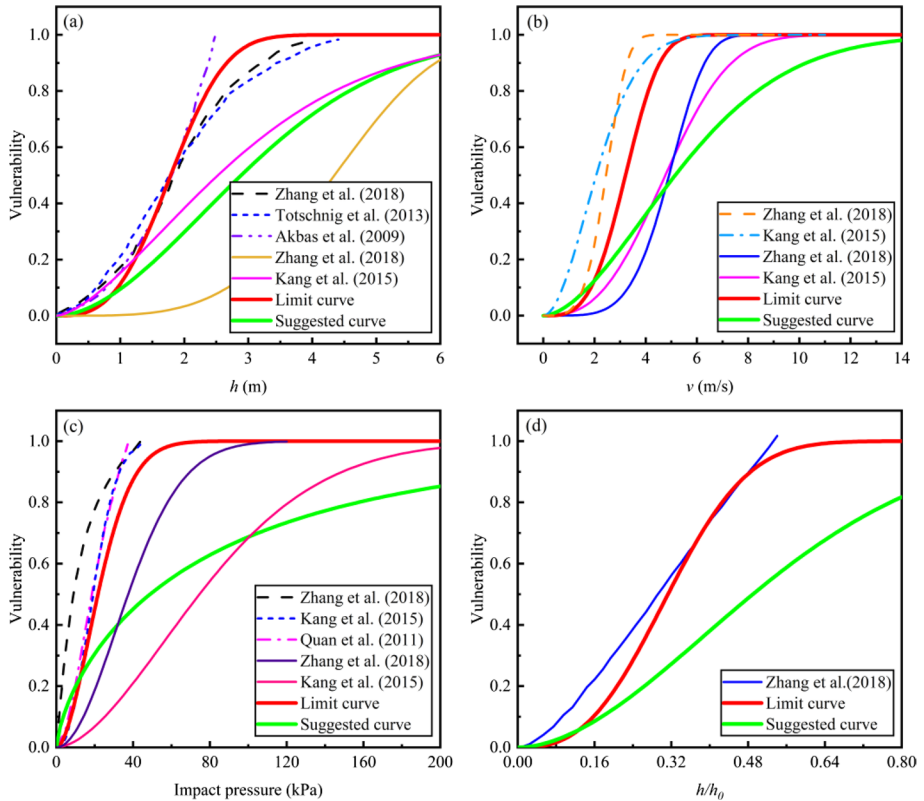 (a)
1.0
0.8
0.6
0.4
0.2
0.0
Vulnerability
Zhang et al. (2018)
Totschnig et al. (2013)
Akbas et al. (2009)
Zhang et al. (2018)
Kang et al. (2015)
Limit curve
Suggested curve
0 1 2 3 4 5 6
h (m)
(b)
1.0
0.8
0.6
0.4
0.2
0.0
Vulerability
Zhang et al. (2018)
Kang et al. (2015)
Zhang et al. (2018)
Kang et al. (2015)
Limit curve
Suggested curve
0 2 4 6 8 10 12 14
v (m/s)
(c)
1.0
0.8
0.6
0.4
0.2
0.0
Vulnerability
Zhang et al. (2018)
Kang et al. (2015)
Quan et al. (2011)
Zhang et al. (2018)
Kang et al. (2015)
Limit curve
Suggested curve
0 40 80 120 160 200
Impact pressure (kPa)
(d)
1.0
0.8
0.6
0.4
0.2
0.0
Vulnerability
Zhang et al.(2018)
Limit curve
Suggested curve
0.00 0.16 0.32 0.48 0.64 0.80
h/h0